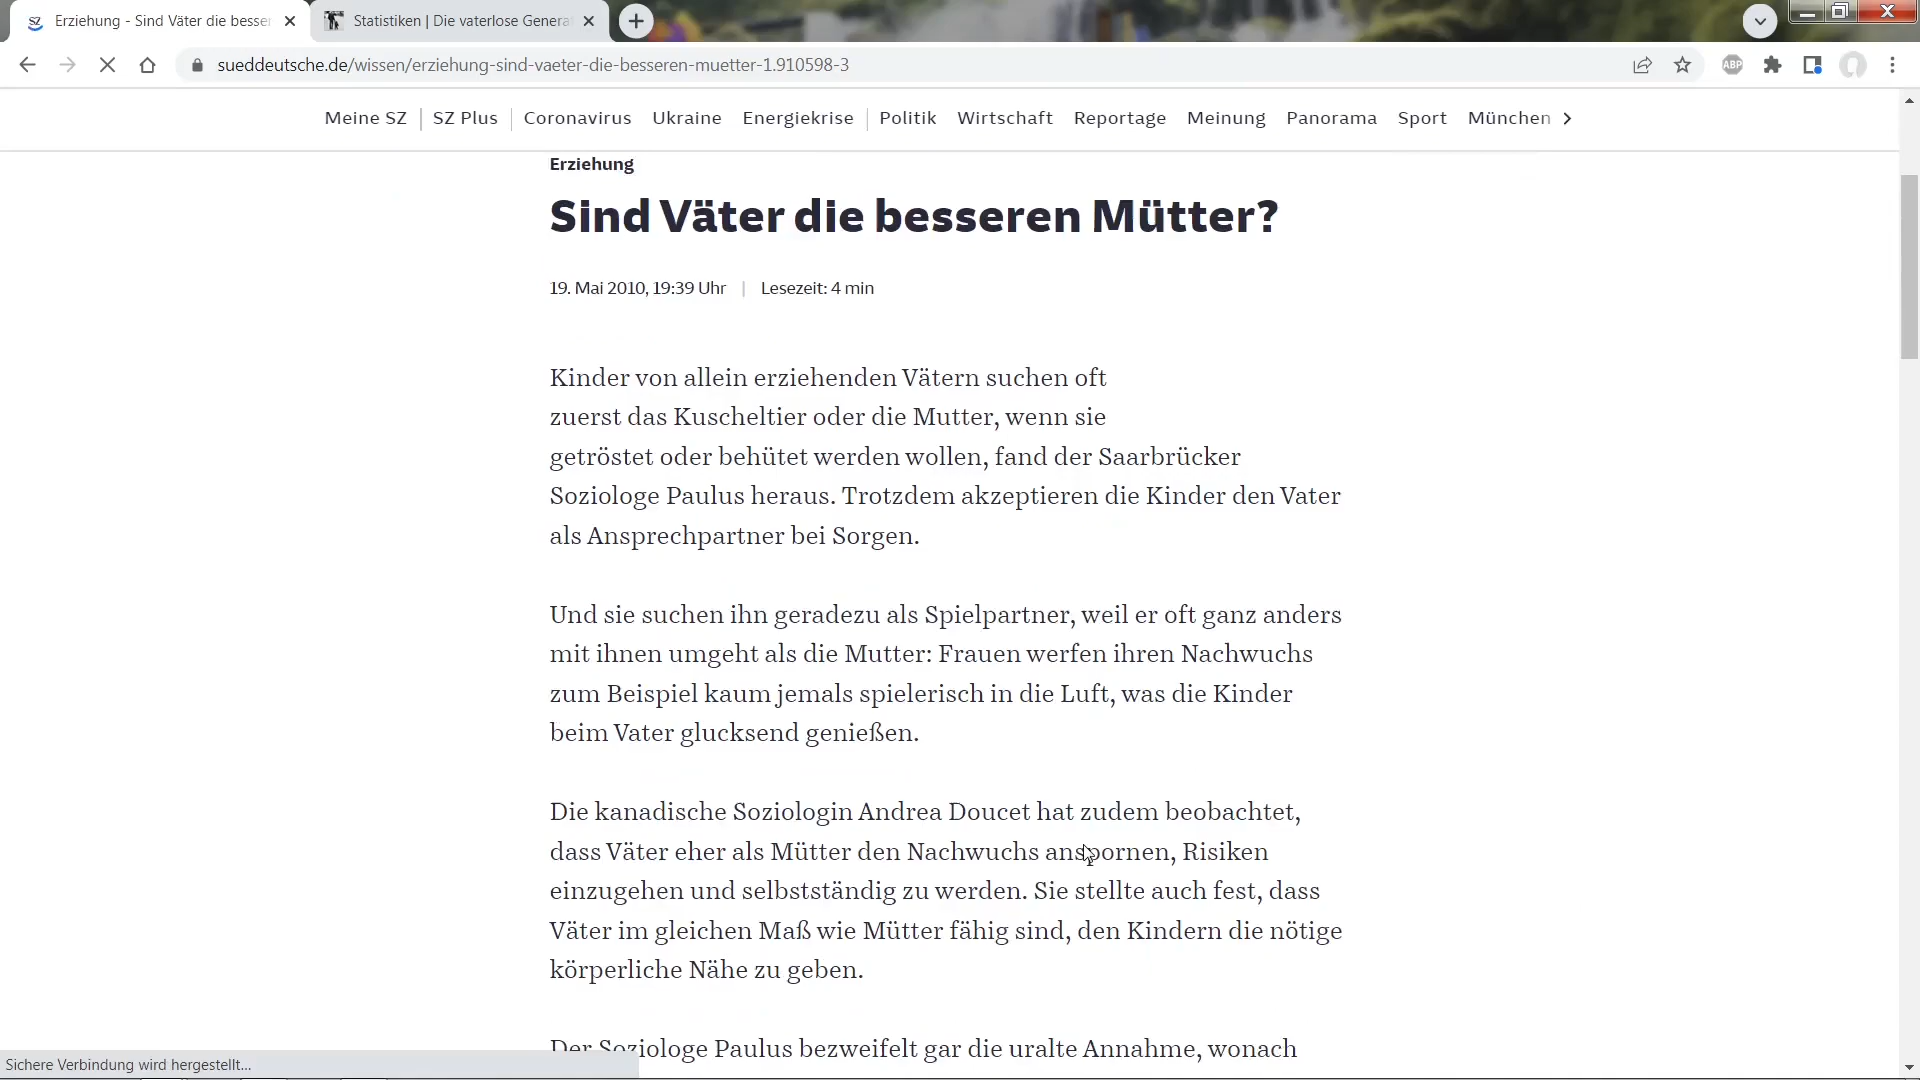 Erziehung - Sind Väter die besser
Statistiken | Die vaterlose Genera
sueddeutsche.de/wissen/erziehung-sind-vaeter-die-besseren-muetter-1.910598-3
ABP
Meine SZ | SZ Plus | Coronavirus Ukraine Energiekrise | Politik Wirtschaft Reportage Meinung Panorama Sport München
Erziehung
Sind Väter die besseren Mütter?
19. Mai 2010, 19:39 Uhr | Lesezeit: 4 min
Kinder von allein erziehenden Vätern suchen oft
zuerst das Kuscheltier oder die Mutter, wenn sie
getröstet oder behütet werden wollen, fand der Saarbrücker
Soziologe Paulus heraus. Trotzdem akzeptieren die Kinder den Vater
als Ansprechpartner bei Sorgen.
Und sie suchen ihn geradezu als Spielpartner, weil er oft ganz anders
mit ihnen umgeht als die Mutter: Frauen werfen ihren Nachwuchs
zum Beispiel kaum jemals spielerisch in die Luft, was die Kinder
beim Vater glucksend genießen.
Die kanadische Soziologin Andrea Doucet hat zudem beobachtet,
dass Väter eher als Mütter den Nachwuchs anspornen, Risiken
einzugehen und selbstständig zu werden. Sie stellte auch fest, dass
Väter im gleichen Maß wie Mütter fähig sind, den Kindern die nötige
körperliche Nähe zu geben.
Der Soziologe Paulus bezweifelt gar die uralte Annahme, wonach
Sichere Verbindung wird hergestellt...